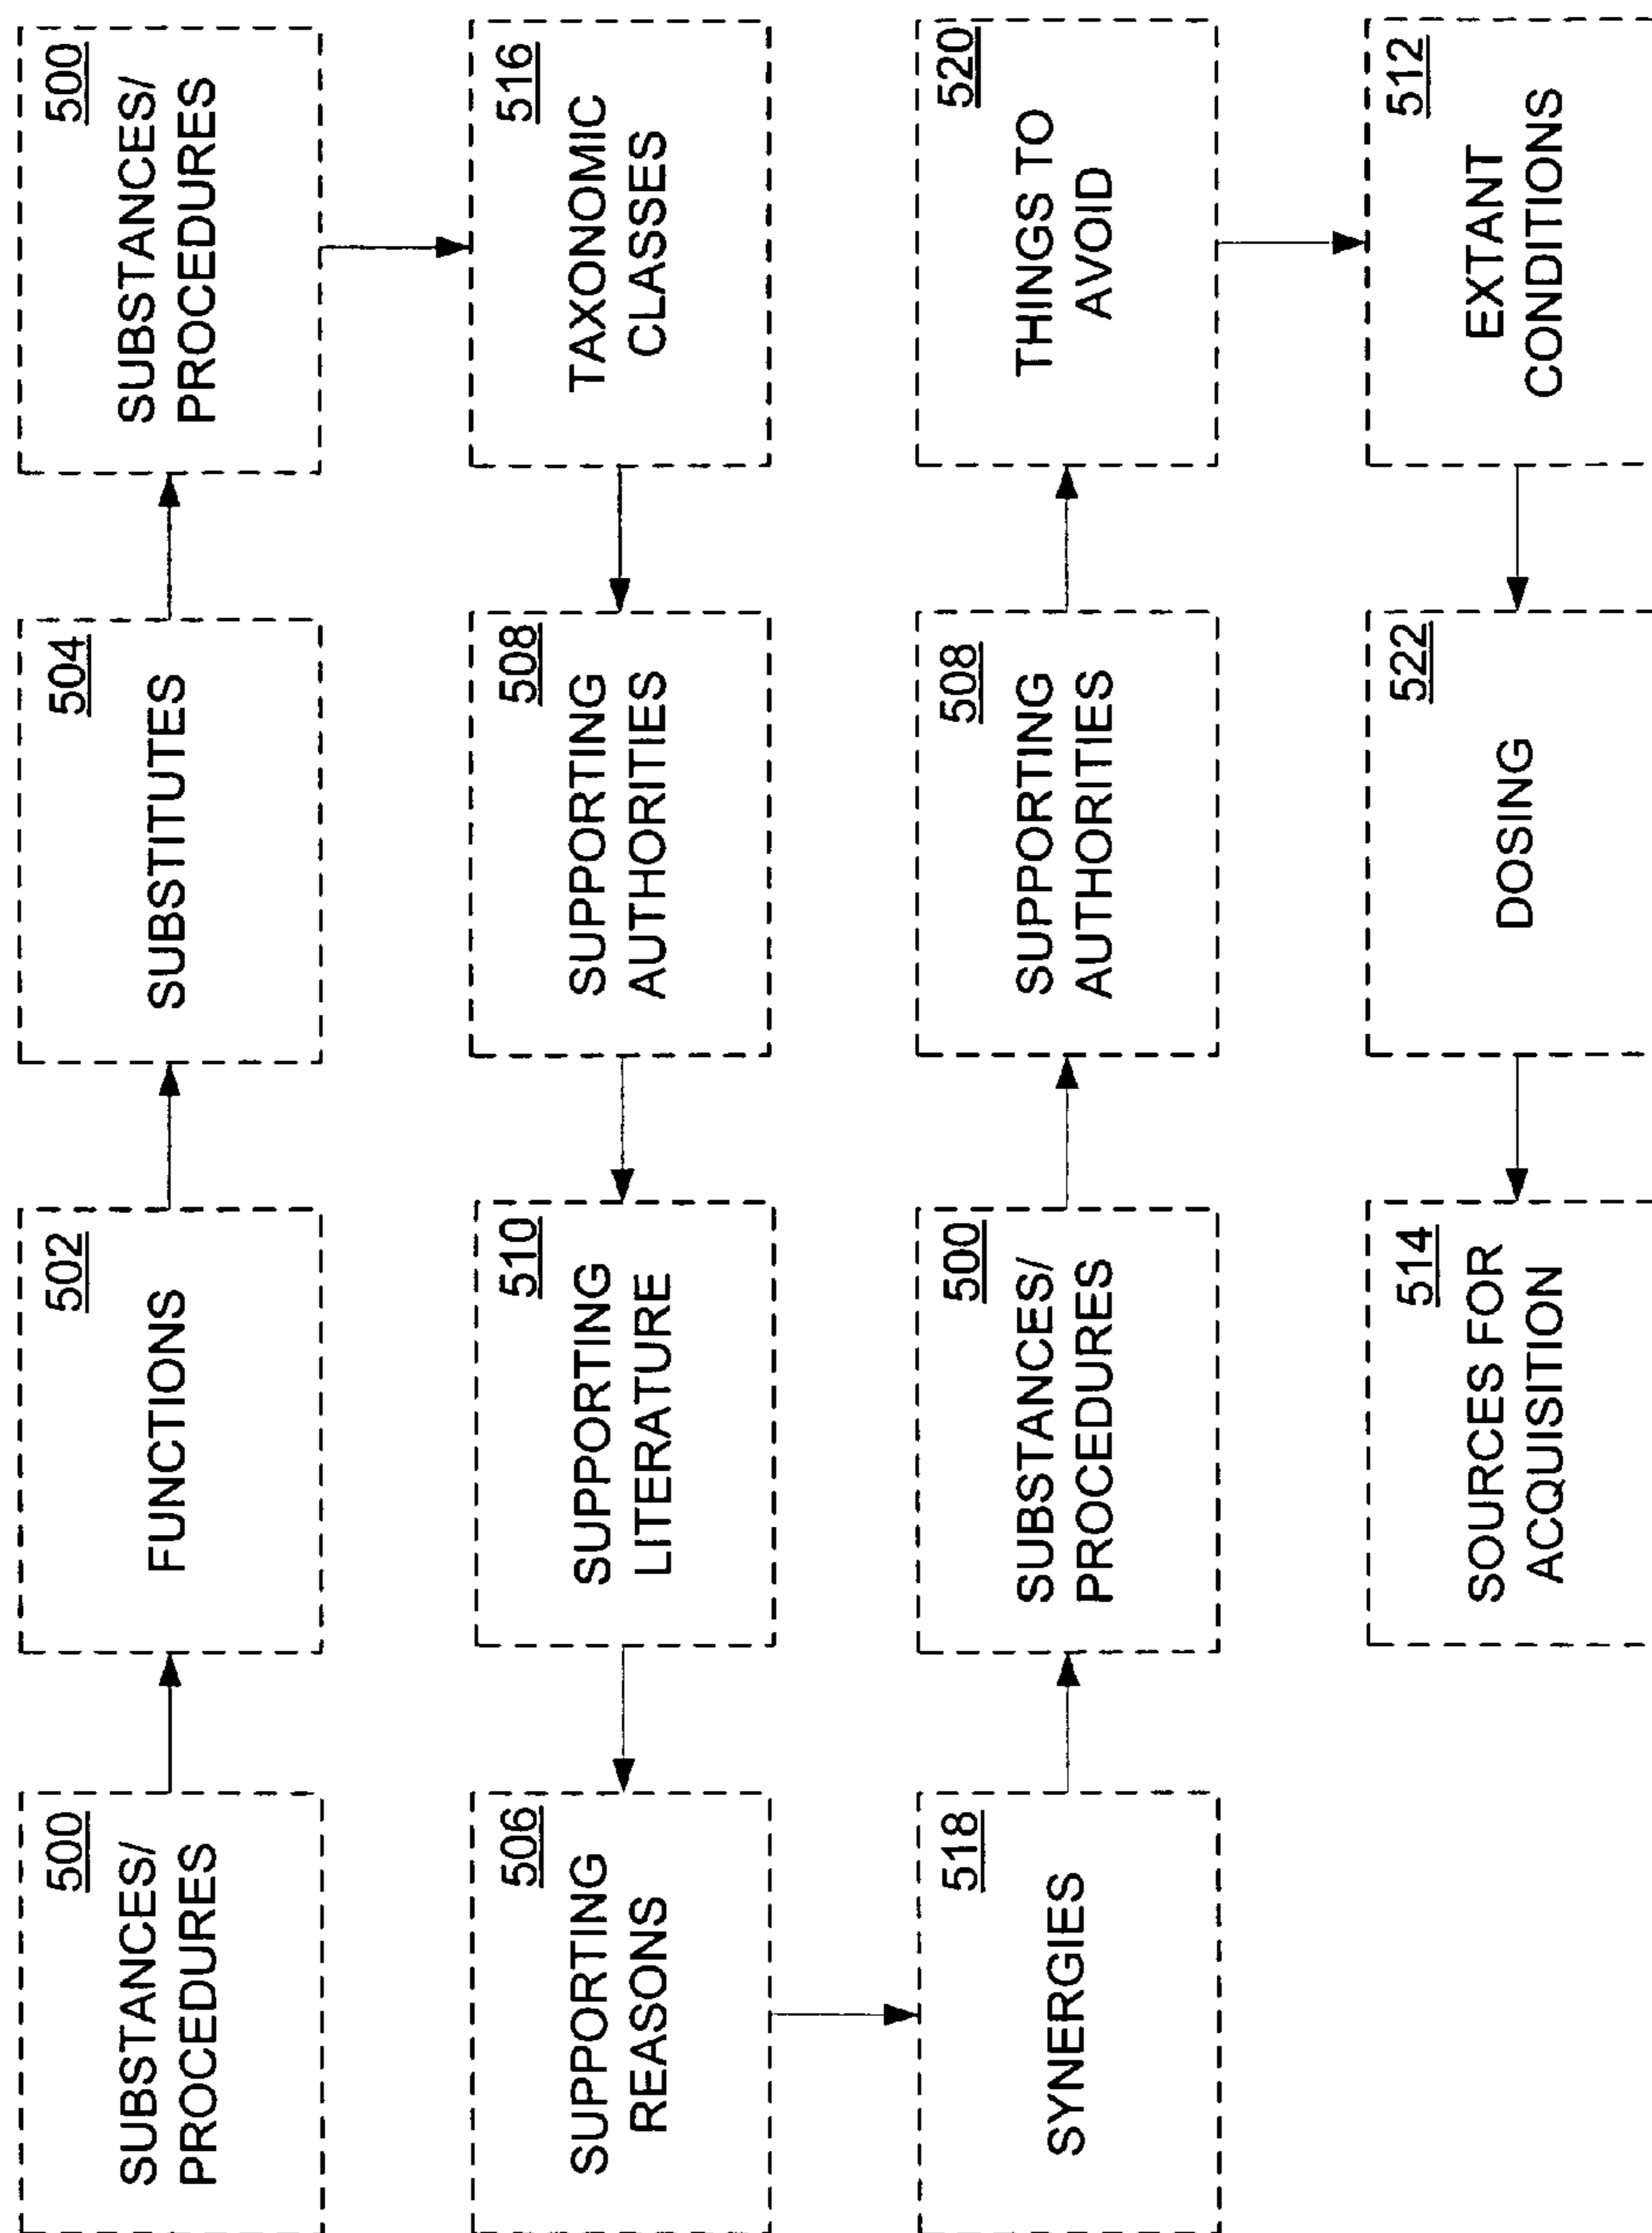 500
SUBSTANCES/
PROCEDURES
502
FUNCTIONS
504
SUBSTITUTES
500
SUBSTANCES/
PROCEDURES
506
SUPPORTING
REASONS
510
SUPPORTING
LITERATURE
508
SUPPORTING
AUTHORITIES
516
TAXONOMIC
CLASSES
518
SYNERGIES
500
SUBSTANCES/
PROCEDURES
508
SUPPORTING
AUTHORITIES
520
THINGS TO
AVOID
514
SOURCES FOR
ACQUISITION
522
DOSING
512
EXTANT
CONDITIONS